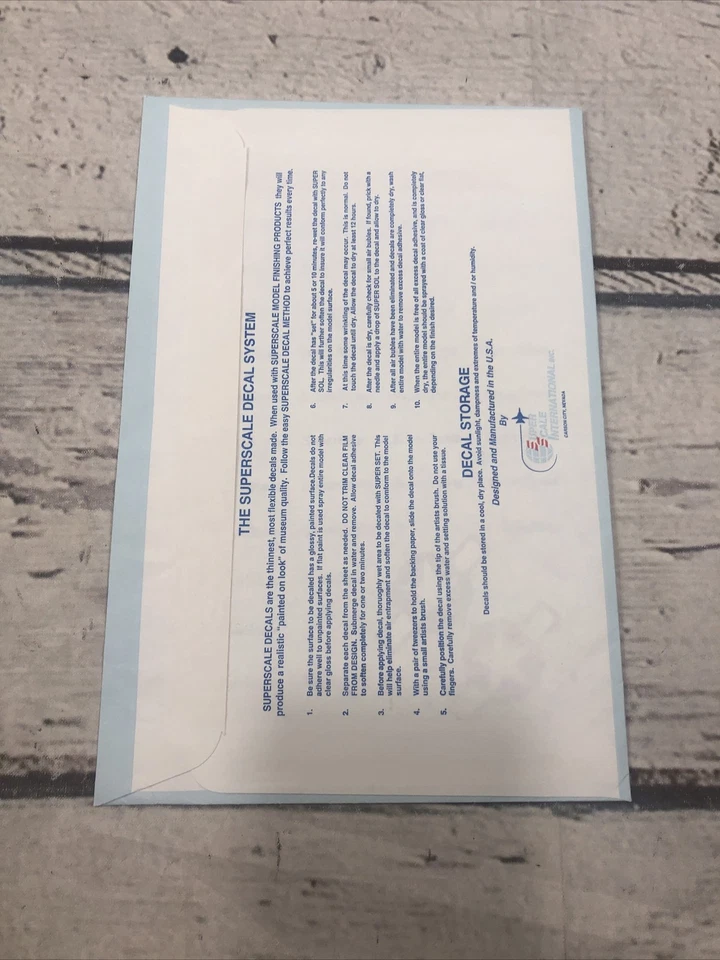 THE SUPERSCALE DECAL SYSTEM
SUPERSCALE DECALS are the thinnest, most flexible decals made. When used with SUPERSCALE MODEL FINISHING PRODUCTS they will
produce a realistic "painted on look" of museum quality. Follow the easy SUPERSCALE DECAL METHOD to achieve perfect results every time.
1. Be sure the surface to be decaled has a glossy, painted surface.Decals do not
adhere well to unpainted surfaces. If flat paint is used spray entire model with
clear gloss before applying decals.
2. Separate each decal from the sheet as needed. DO NOT TRIM CLEAR FILM
FROM DESIGN. Submerge decal in water and remove. Allow decal adhesive
to soften completely for one or two minutes.
3. Before applying decal, thoroughly wet area to be decaled with SUPER SET. This
will help eliminate air entrapment and soften the decal to conform to the model
surface.
4. With a pair of tweezers to hold the backing paper, slide the decal onto the model
using a small artists brush.
5. Carefully position the decal using the tip of the artists brush. Do not use your
fingers. Carefully remove excess water and setting solution with a tissue.
6. After the decal has "set" for about 5 or 10 minutes, re-wet the decal with SUPER
SOL. This will further soften the decal to insure it will conform perfectly to any
irregularities on the model surface.
7. At this time some wrinkling of the decal may occur. This is normal. Do not
touch the decal until dry. Allow the decal to dry at least 12 hours.
8. After the decal is dry, carefully check for small air bubles. If found, prick with a
needle and apply a drop of SUPER SOL to the decal and allow to dry.
9. After all air bubles have been eliminated and decals are completely dry, wash
entire model with water to remove excess decal adhesive.
10. When the entire model is free of all excess decal adhesive, and is completely
dry, the entire model should be sprayed with a coat of clear gloss or clear flat,
depending on the finish desired.
DECAL STORAGE
Decals should be stored in a cool, dry place. Avoid sunlight, dampness and extremes of temperature and / or humidity.
Designed and Manufactured in the U.S.A.
By
SUPER
SCALE
INTERNATIONAL INC.
CARSON CITY, NEVADA